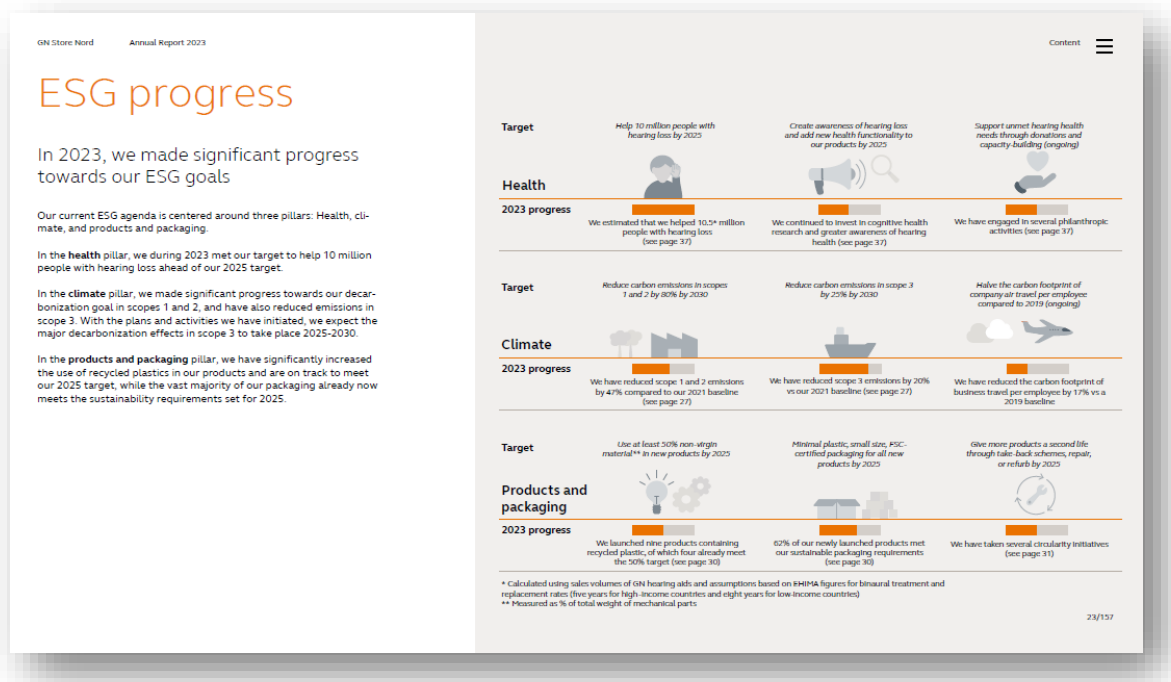 GN Store Nord Annual Report 2023
Content
ESG progress
In 2023, we made significant progress
towards our ESG goals
Our current ESG agenda is centered around three pillars: Health, cli-
mate, and products and packaging.
In the health pillar, we during 2023 met our target to help 10 million
people with hearing loss ahead of our 2025 target.
In the climate pillar, we made significant progress towards our decar-
bonization goal in scopes 1 and 2, and have also reduced emissions in
scope 3. With the plans and activities we have initiated, we expect the
major decarbonization effects in scope 3 to take place 2025-2030.
In the products and packaging pillar, we have significantly increased
the use of recycled plastics in our products and are on track to meet
our 2025 target, while the vast majority of our packaging already now
meets the sustainability requirements set for 2025.
Target
Help 10 million people with
hearing loss by 2025
Create awareness of hearing loss
and add new health functionality to
our products by 2025
Support unmet hearing health
needs through donations and
capacity-building (ongoing)
Health
2023 progress
We estimated that we helped 10.5* million
people with hearing loss
(see page 37)
We continued to invest in cognitive health
research and greater awareness of hearing
health (see page 37)
We have engaged in several philanthropic
activities (see page 37)
Target
Reduce carbon emissions in scopes
1 and 2 by 80% by 2030
Reduce carbon emissions in scope 3
by 25% by 2030
Halve the carbon footprint of
company air travel per employee
compared to 2019 (ongoing)
Climate
2023 progress
We have reduced scope 1 and 2 emissions
by 47% compared to our 2021 baseline
(see page 27)
We have reduced scope 3 emissions by 20%
vs our 2021 baseline (see page 27)
We have reduced the carbon footprint of
business travel per employee by 17% vs a
2019 baseline
Target
Use at least 50% non-virgin
material** in new products by 2025
Minimal plastic, small size, FSC-
certified packaging for all new
products by 2025
Give more products a second life
through take-back schemes, repair,
or refurb by 2025
Products and
packaging
2023 progress
We launched nine products containing
recycled plastic, of which four already meet
the 50% target (see page 30)
62% of our newly launched products met
our sustainable packaging requirements
(see page 30)
We have taken several circularity initiatives
(see page 31)
* Calculated using sales volumes of GN hearing aids and assumptions based on EHIMA figures for binaural treatment and
replacement rates (five years for high-income countries and eight years for low-income countries)
** Measured as % of total weight of mechanical parts
23/157